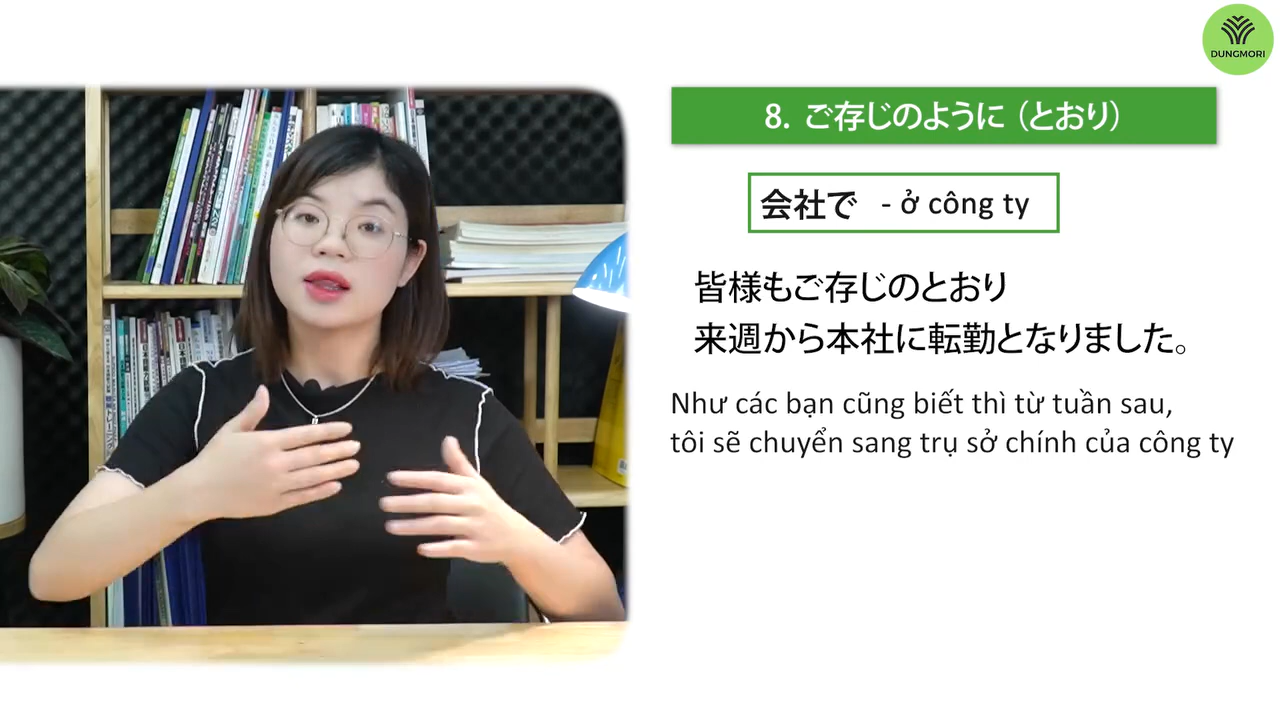 DUNGMORI
8. ご存じのように（とおり）
会社で - ở công ty
皆様もご存じのとおり
来週から本社に転勤となりました。
Như các bạn cũng biết thì từ tuần sau,
tôi sẽ chuyển sang trụ sở chính của công ty